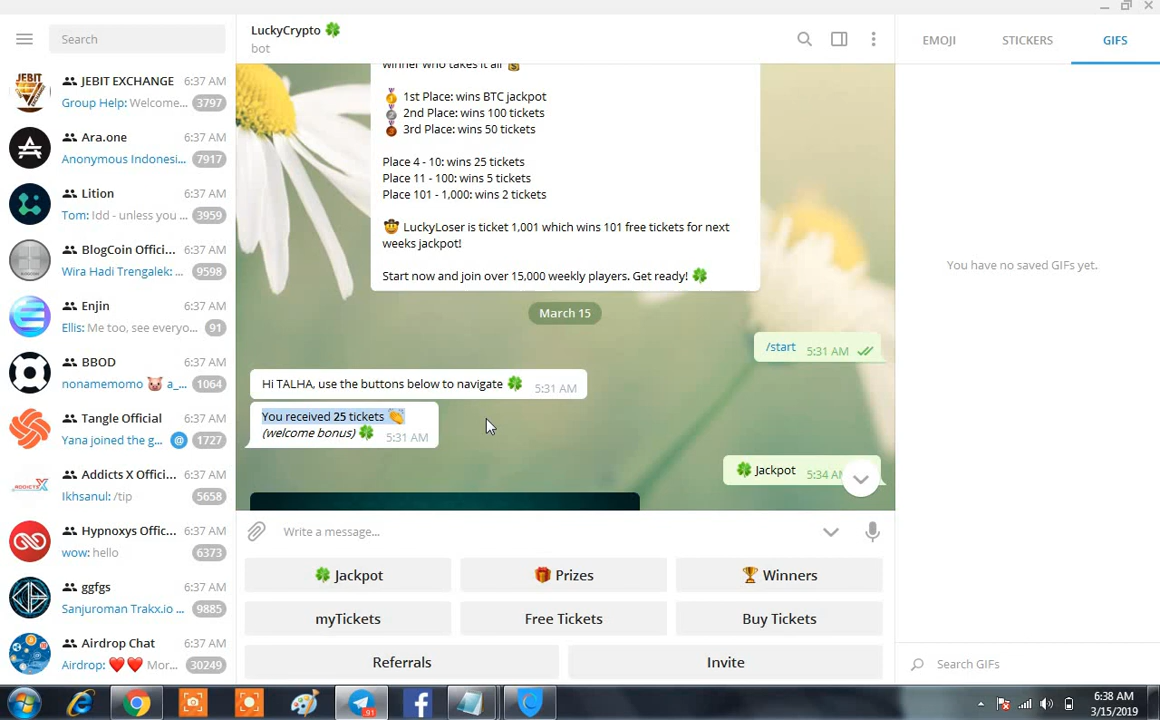 Search
JEBIT EXCHANGE 6:37 AM
Group Help: Welcome... 3797
Ara.one 6:37 AM
Anonymous Indonesi... 7917
Lition 6:37 AM
Tom: Idd - unless you ... 3959
BlogCoin Offici... 6:37 AM
Wira Hadi Trengalek: ... 9598
Enjin 6:37 AM
Ellis: Me too, see everyo... 91
BBOD 6:37 AM
nonamemomo 🐷 a_... 1064
Tangle Official 6:37 AM
Yana joined the g... @ 1727
Addicts X Offici... 6:37 AM
Ikhsanul: /tip 5658
Hypnoxys Offic... 6:37 AM
wow: hello 6373
ggfgs 6:37 AM
Sanjuroman Trakx.io ... 9885
Airdrop Chat 6:37 AM
Airdrop: ❤️❤️ Mor... 30249
JEBIT
LuckyCrypto 🍀
bot
winner who takes it all 💰
🥇 1st Place: wins BTC jackpot
🥈 2nd Place: wins 100 tickets
🥉 3rd Place: wins 50 tickets
Place 4 - 10: wins 25 tickets
Place 11 - 100: wins 5 tickets
Place 101 - 1,000: wins 2 tickets
🤠 LuckyLoser is ticket 1,001 which wins 101 free tickets for next
weeks jackpot!
Start now and join over 15,000 weekly players. Get ready! 🍀
March 15
/start 5:31 AM
Hi TALHA, use the buttons below to navigate 🍀 5:31 AM
You received 25 tickets 👏
(welcome bonus) 🍀 5:31 AM
🍀 Jackpot 5:34 AM
Write a message...
🍀 Jackpot 🎁 Prizes 🏆 Winners
myTickets Free Tickets Buy Tickets
Referrals Invite
EMOJI STICKERS GIFS
You have no saved GIFs yet.
Search GIFs
91
6:38 AM
3/15/2019